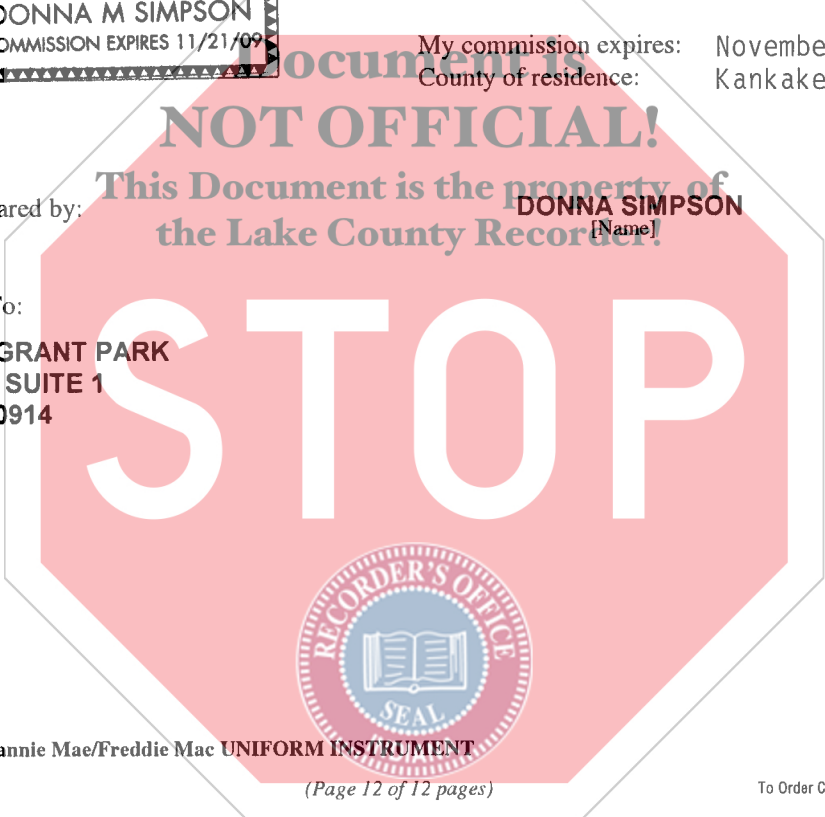 DONNA M SIMPSON
COMMISSION EXPIRES 11/21/09
My commission expires: Novembe
County of residence: Kankake
Document is
NOT OFFICIAL!
This Document is the property of
the Lake County Recorder!
ared by:
DONNA SIMPSON
[Name]
To:
GRANT PARK
SUITE 1
0914
STOP
RECORDER'S OFFICE
SEAL
annie Mae/Freddie Mac UNIFORM INSTRUMENT
(Page 12 of 12 pages)
To Order C